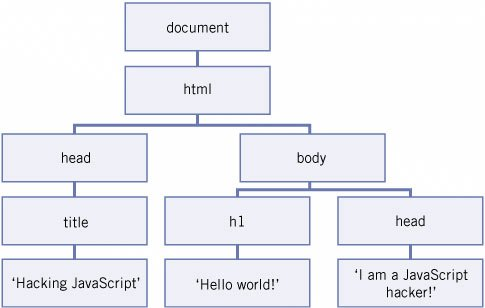 document
html
head
body
title
h1
head
‘Hacking JavaScript’
‘Hello world!’
‘I am a JavaScript
hacker!’